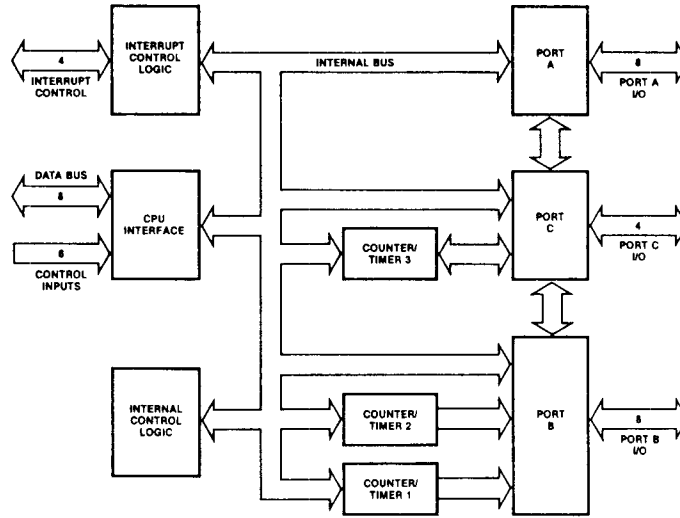 INTERRUPT
CONTROL
LOGIC
4
INTERRUPT
CONTROL
INTERNAL BUS
PORT
A
8
PORT A
I/O
DATA BUS
8
CPU
INTERFACE
6
CONTROL
INPUTS
PORT
C
4
PORT C
I/O
COUNTER/
TIMER 3
INTERNAL
CONTROL
LOGIC
COUNTER/
TIMER 2
COUNTER/
TIMER 1
PORT
B
8
PORT B
I/O